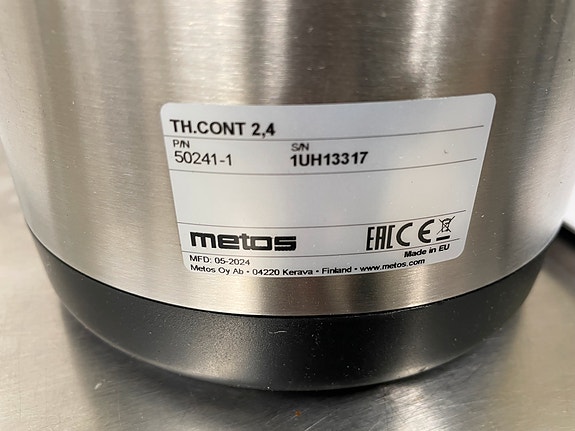 TH.CONT 2,4
P/N S/N
50241-1 1UH13317
metos EAC CE
Made in EU
MFD: 05-2024
Metos Oy Ab • 04220 Kerava • Finland • www.metos.com